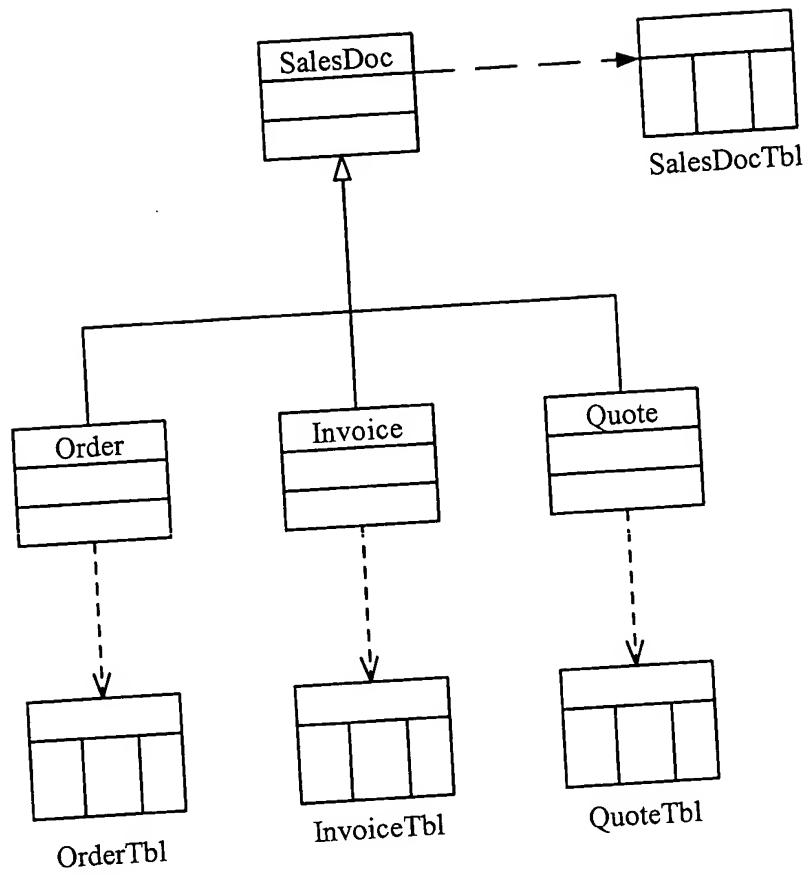 SalesDoc
SalesDocTbl
Order
Invoice
Quote
OrderTbl
InvoiceTbl
QuoteTbl